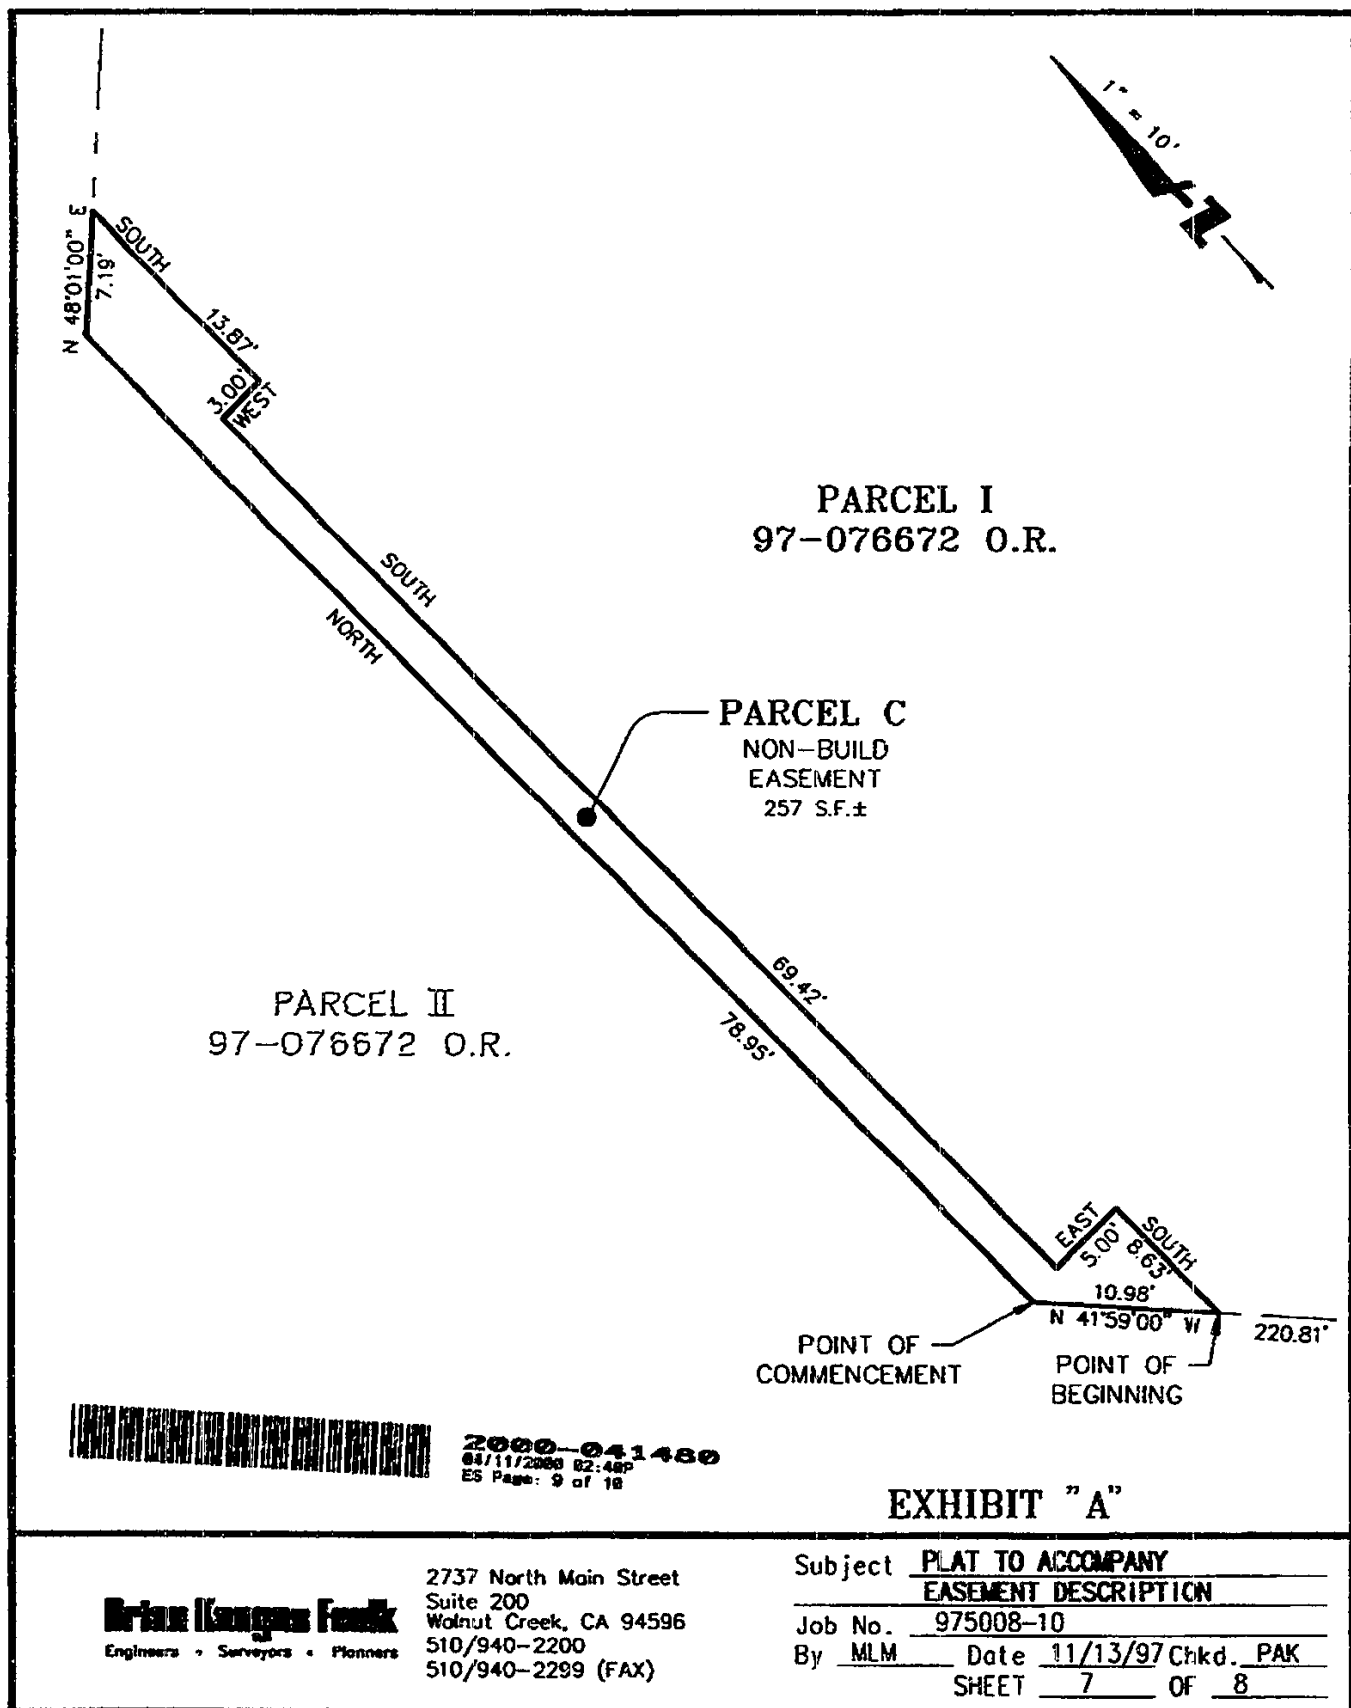 1" = 10'
N
N 48°01'00" E
7.19'
SOUTH
13.87'
3.00'
WEST
SOUTH
NORTH
PARCEL I
97-076672 O.R.
PARCEL C
NON-BUILD
EASEMENT
257 S.F.±
69.42'
78.95'
PARCEL II
97-076672 O.R.
EAST
5.00'
SOUTH
8.63'
10.98'
N 41°59'00" W
220.81'
POINT OF
COMMENCEMENT
POINT OF
BEGINNING
2000-041480
04/11/2000 02:48P
ES Page: 9 of 10
EXHIBIT "A"
Brian Kangas Foulk
Engineers • Surveyors • Planners
2737 North Main Street
Suite 200
Walnut Creek, CA 94596
510/940-2200
510/940-2299 (FAX)
Subject PLAT TO ACCOMPANY
EASEMENT DESCRIPTION
Job No. 975008-10
By MLM Date 11/13/97 Chkd. PAK
SHEET 7 OF 8